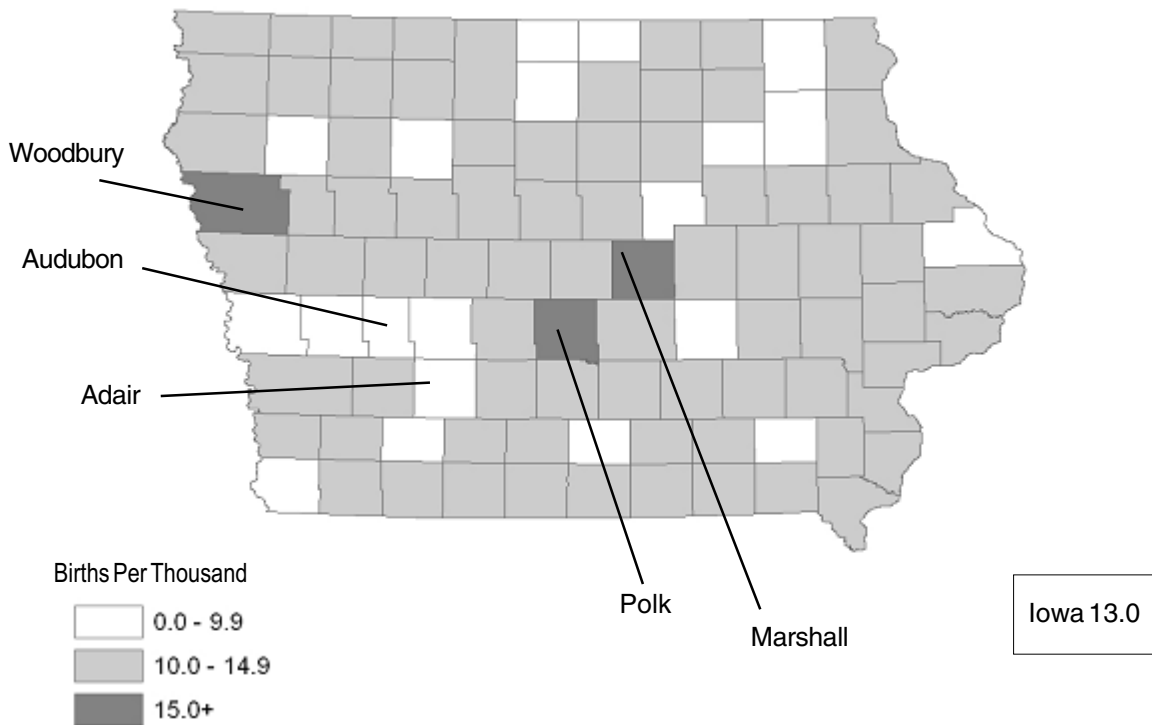 Woodbury
Audubon
Adair
Polk
Marshall
Births Per Thousand
0.0 - 9.9
10.0 - 14.9
15.0+
Iowa 13.0